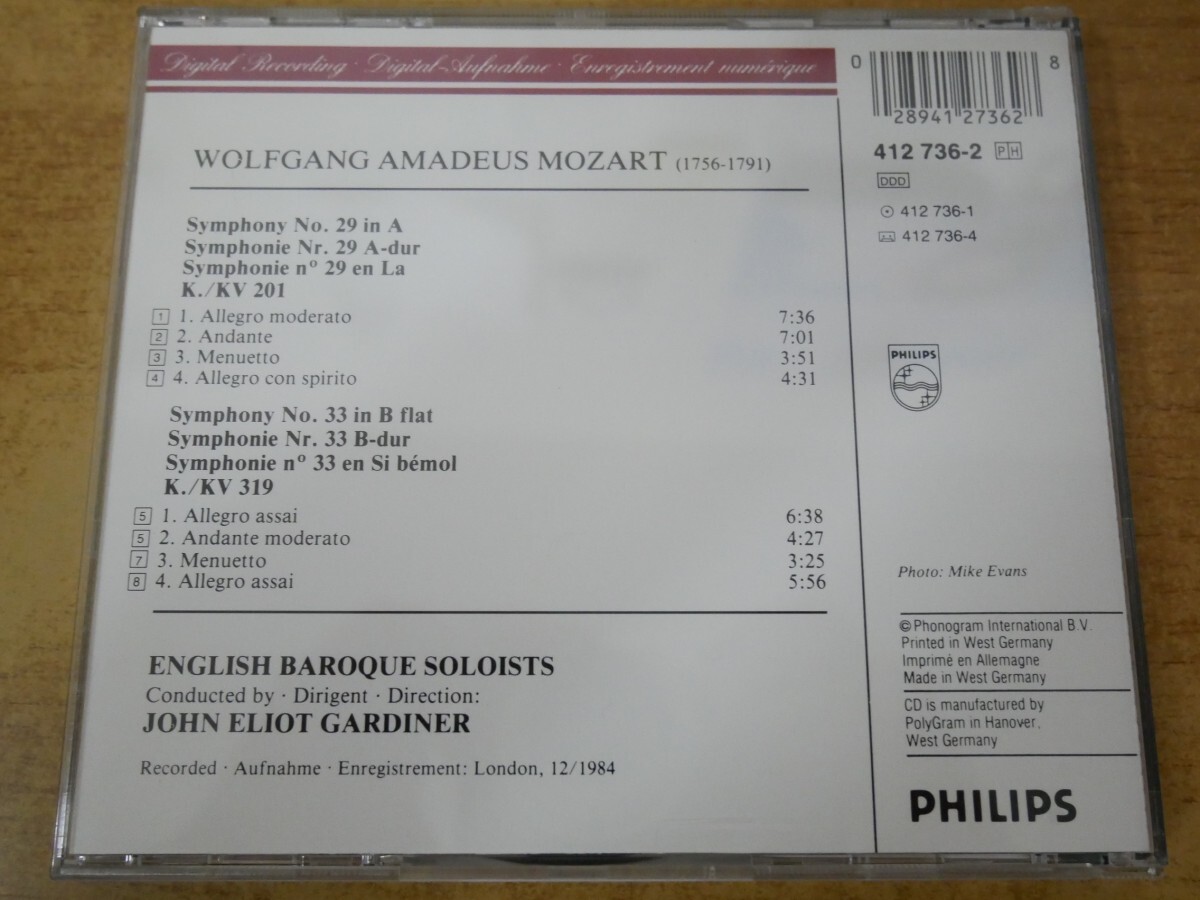 Digital Recording · Digital-Aufnahme · Enregistrement numérique
WOLFGANG AMADEUS MOZART (1756-1791)
Symphony No. 29 in A
Symphonie Nr. 29 A-dur
Symphonie nº 29 en La
K./KV 201
1 1. Allegro moderato 7:36
2 2. Andante 7:01
3 3. Menuetto 3:51
4 4. Allegro con spirito 4:31
Symphony No. 33 in B flat
Symphonie Nr. 33 B-dur
Symphonie nº 33 en Si bémol
K./KV 319
5 1. Allegro assai 6:38
5 2. Andante moderato 4:27
7 3. Menuetto 3:25
8 4. Allegro assai 5:56
ENGLISH BAROQUE SOLOISTS
Conducted by · Dirigent · Direction:
JOHN ELIOT GARDINER
Recorded · Aufnahme · Enregistrement: London, 12/1984
0 28941 27362 8
412 736-2 PH
DDD
412 736-1
412 736-4
PHILIPS
Photo: Mike Evans
© Phonogram International B.V.
Printed in West Germany
Imprimé en Allemagne
Made in West Germany
CD is manufactured by
PolyGram in Hanover,
West Germany
PHILIPS